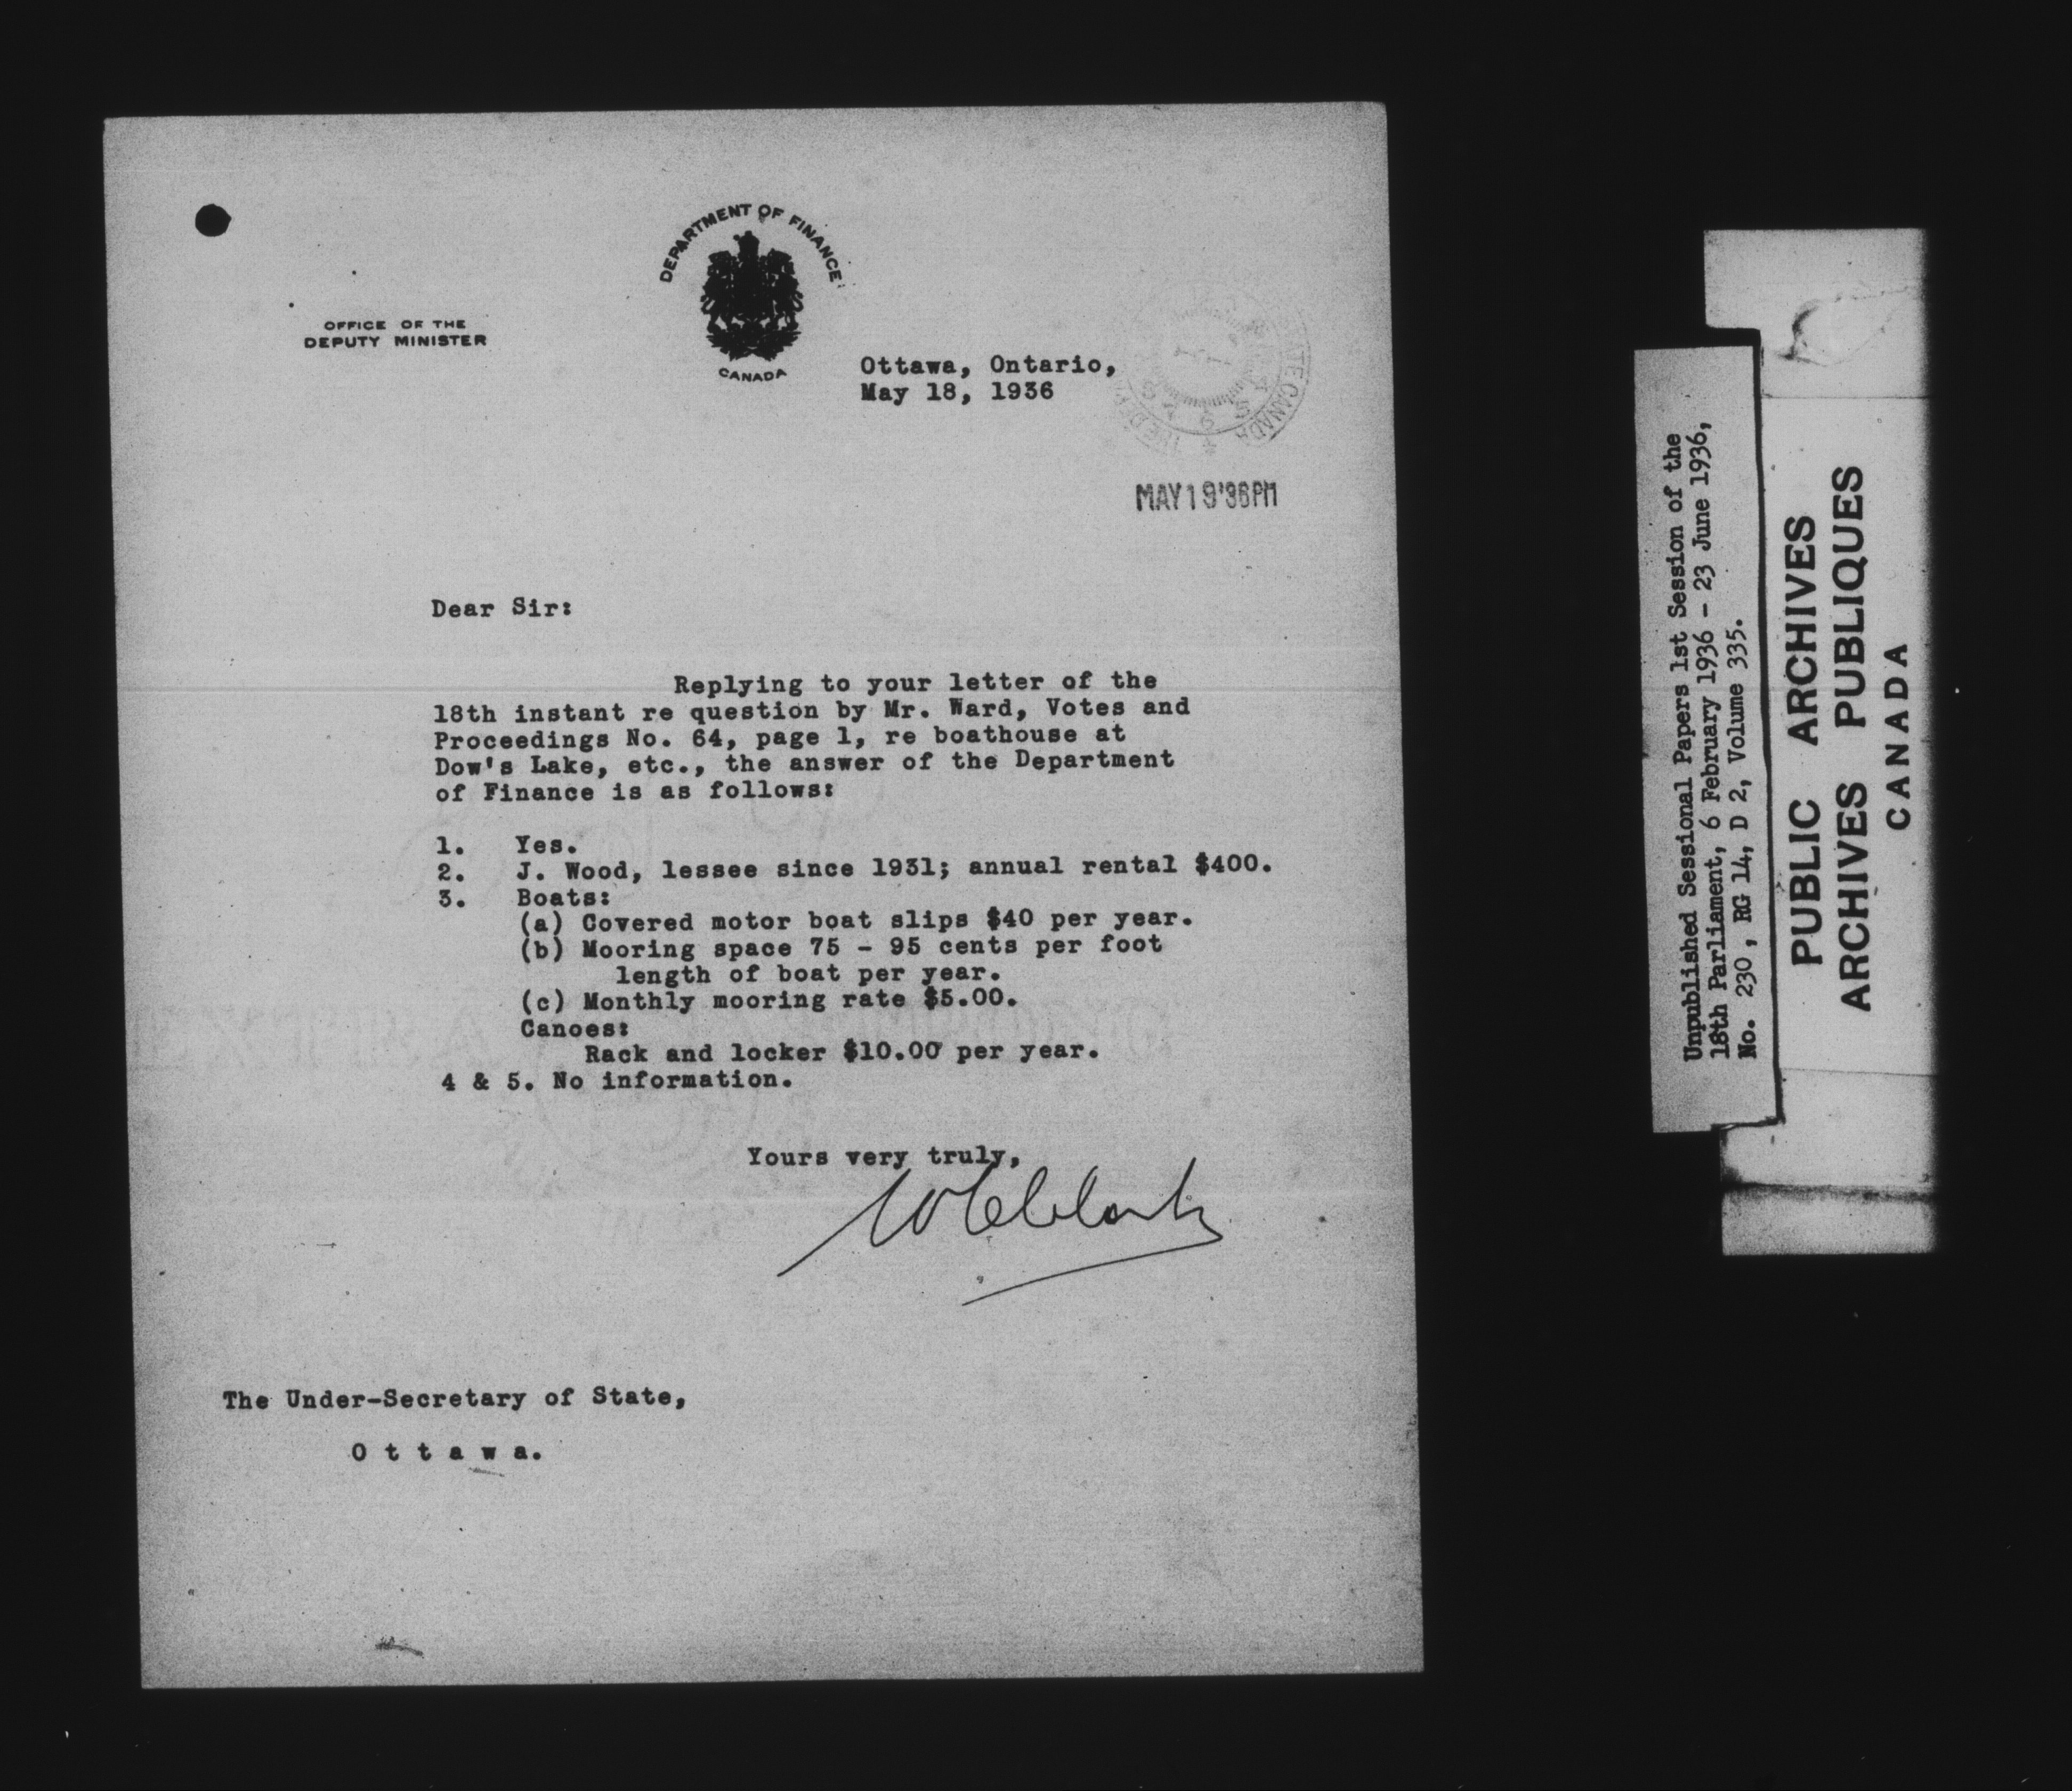 DEPARTMENT OF FINANCE
CANADA
OFFICE OF THE
DEPUTY MINISTER
Ottawa, Ontario,
May 18, 1936
STATE CANADA
MAY 19'36PM
Dear Sir:
Replying to your letter of the
18th instant re question by Mr. Ward, Votes and
Proceedings No. 64, page 1, re boathouse at
Dow's Lake, etc., the answer of the Department
of Finance is as follows:
1. Yes.
2. J. Wood, lessee since 1931; annual rental $400.
3. Boats:
(a) Covered motor boat slips $40 per year.
(b) Mooring space 75 - 95 cents per foot
length of boat per year.
(c) Monthly mooring rate $5.00.
Canoes:
Rack and locker $10.00 per year.
4 & 5. No information.
Yours very truly,
WCClark
The Under-Secretary of State,
Ottawa.
Unpublished Sessional Papers 1st Session of the
18th Parliament, 6 February 1936 - 23 June 1936,
No. 230, RG 14, D 2, Volume 335.
PUBLIC ARCHIVES
ARCHIVES PUBLIQUES
CANADA